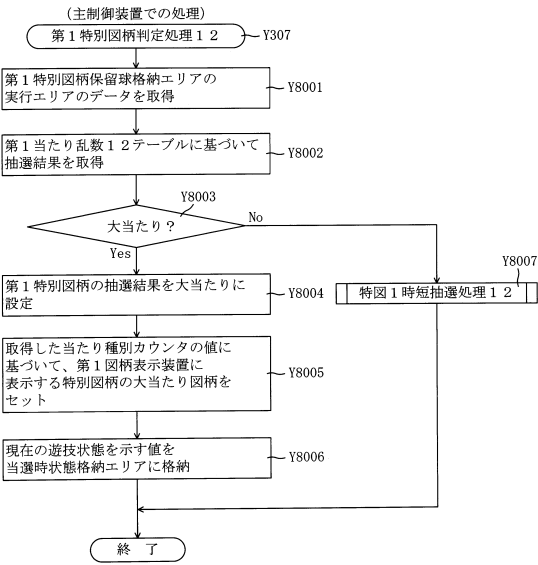 （主制御装置での処理）
第１特別図柄判定処理１２
Y307
第１特別図柄保留球格納エリアの
実行エリアのデータを取得
Y8001
第１当たり乱数１２テーブルに基づいて
抽選結果を取得
Y8002
Y8003
大当たり？
No
Yes
第１特別図柄の抽選結果を大当たりに
設定
Y8004
Y8007
特図１時短抽選処理１２
取得した当たり種別カウンタの値に
基づいて、第１図柄表示装置に
表示する特別図柄の大当たり図柄を
セット
Y8005
現在の遊技状態を示す値を
当選時状態格納エリアに格納
Y8006
終　了